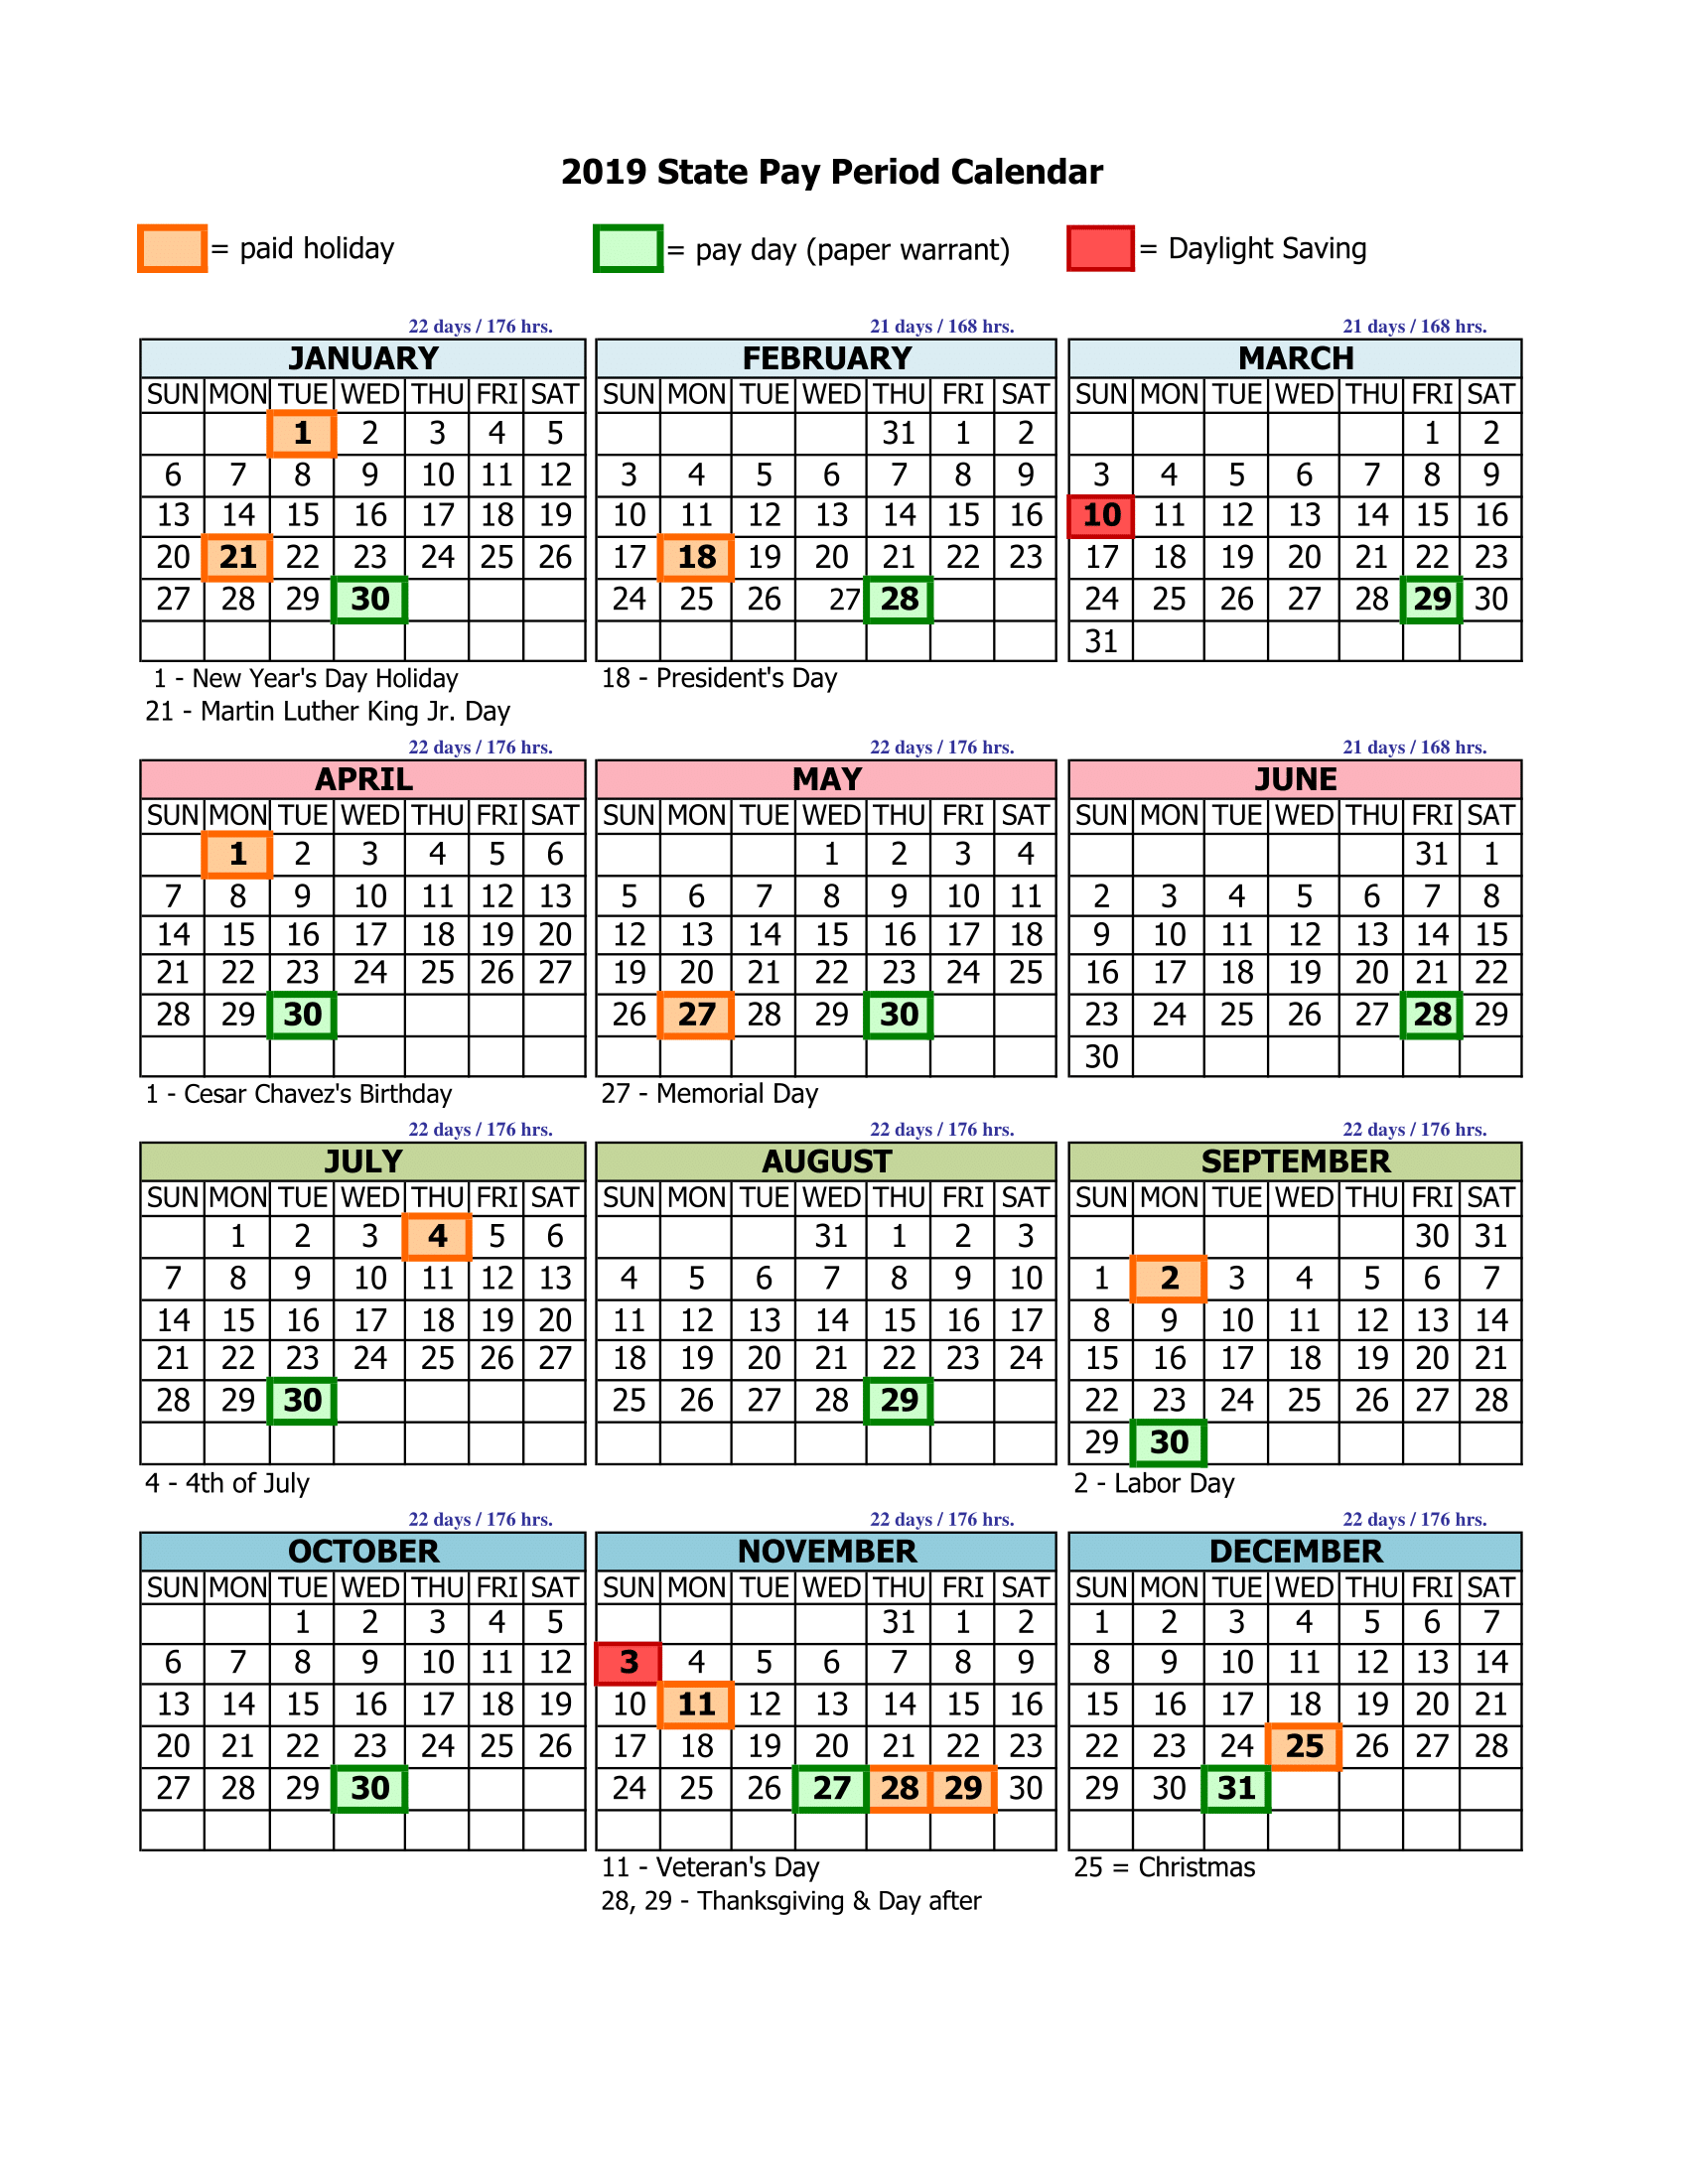 2019 State Pay Period Calendar
= paid holiday = pay day (paper warrant) = Daylight Saving
22 days / 176 hrs. 21 days / 168 hrs. 21 days / 168 hrs.
JANUARY FEBRUARY MARCH
SUN MON TUE WED THU FRI SAT SUN MON TUE WED THU FRI SAT SUN MON TUE WED THU FRI SAT
1 2 3 4 5 31 1 2 1 2
6 7 8 9 10 11 12 3 4 5 6 7 8 9 3 4 5 6 7 8 9
13 14 15 16 17 18 19 10 11 12 13 14 15 16 10 11 12 13 14 15 16
20 21 22 23 24 25 26 17 18 19 20 21 22 23 17 18 19 20 21 22 23
27 28 29 30 24 25 26 27 28 24 25 26 27 28 29 30
31
1 - New Year's Day Holiday 18 - President's Day
21 - Martin Luther King Jr. Day
22 days / 176 hrs. 22 days / 176 hrs. 21 days / 168 hrs.
APRIL MAY JUNE
SUN MON TUE WED THU FRI SAT SUN MON TUE WED THU FRI SAT SUN MON TUE WED THU FRI SAT
1 2 3 4 5 6 1 2 3 4 31 1
7 8 9 10 11 12 13 5 6 7 8 9 10 11 2 3 4 5 6 7 8
14 15 16 17 18 19 20 12 13 14 15 16 17 18 9 10 11 12 13 14 15
21 22 23 24 25 26 27 19 20 21 22 23 24 25 16 17 18 19 20 21 22
28 29 30 26 27 28 29 30 23 24 25 26 27 28 29
30
1 - Cesar Chavez's Birthday 27 - Memorial Day
22 days / 176 hrs. 22 days / 176 hrs. 22 days / 176 hrs.
JULY AUGUST SEPTEMBER
SUN MON TUE WED THU FRI SAT SUN MON TUE WED THU FRI SAT SUN MON TUE WED THU FRI SAT
1 2 3 4 5 6 31 1 2 3 30 31
7 8 9 10 11 12 13 4 5 6 7 8 9 10 1 2 3 4 5 6 7
14 15 16 17 18 19 20 11 12 13 14 15 16 17 8 9 10 11 12 13 14
21 22 23 24 25 26 27 18 19 20 21 22 23 24 15 16 17 18 19 20 21
28 29 30 25 26 27 28 29 22 23 24 25 26 27 28
29 30
4 - 4th of July 2 - Labor Day
22 days / 176 hrs. 22 days / 176 hrs. 22 days / 176 hrs.
OCTOBER NOVEMBER DECEMBER
SUN MON TUE WED THU FRI SAT SUN MON TUE WED THU FRI SAT SUN MON TUE WED THU FRI SAT
1 2 3 4 5 31 1 2 1 2 3 4 5 6 7
6 7 8 9 10 11 12 3 4 5 6 7 8 9 8 9 10 11 12 13 14
13 14 15 16 17 18 19 10 11 12 13 14 15 16 15 16 17 18 19 20 21
20 21 22 23 24 25 26 17 18 19 20 21 22 23 22 23 24 25 26 27 28
27 28 29 30 24 25 26 27 28 29 30 29 30 31
11 - Veteran's Day 25 = Christmas
28, 29 - Thanksgiving & Day after